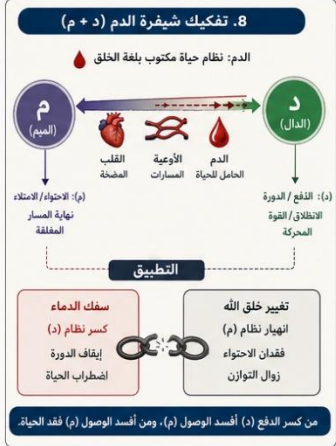 8. تفكيك شيفرة الدم (د + م)
الدم: نظام حياة مكتوب بلغة الخلق
د
(الدال)
م
(الميم)
الدم
الحامل للحياة
الأوعية
المسارات
القلب
المضخة
(د): الدفع / الدورة
الانطلاق / القوة
المحركة
(م): الاحتواء / الامتلاء
نهاية المسار
المغلقة
التطبيق
تغيير خلق الله
انهيار نظام (م)
فقدان الاحتواء
زوال التوازن
سفك الدماء
كسر نظام (د)
إيقاف الدورة
اضطراب الحياة
من كسر الدفع (د) أفسد الوصول (م)، ومن أفسد الوصول (م) فقد الحياة.